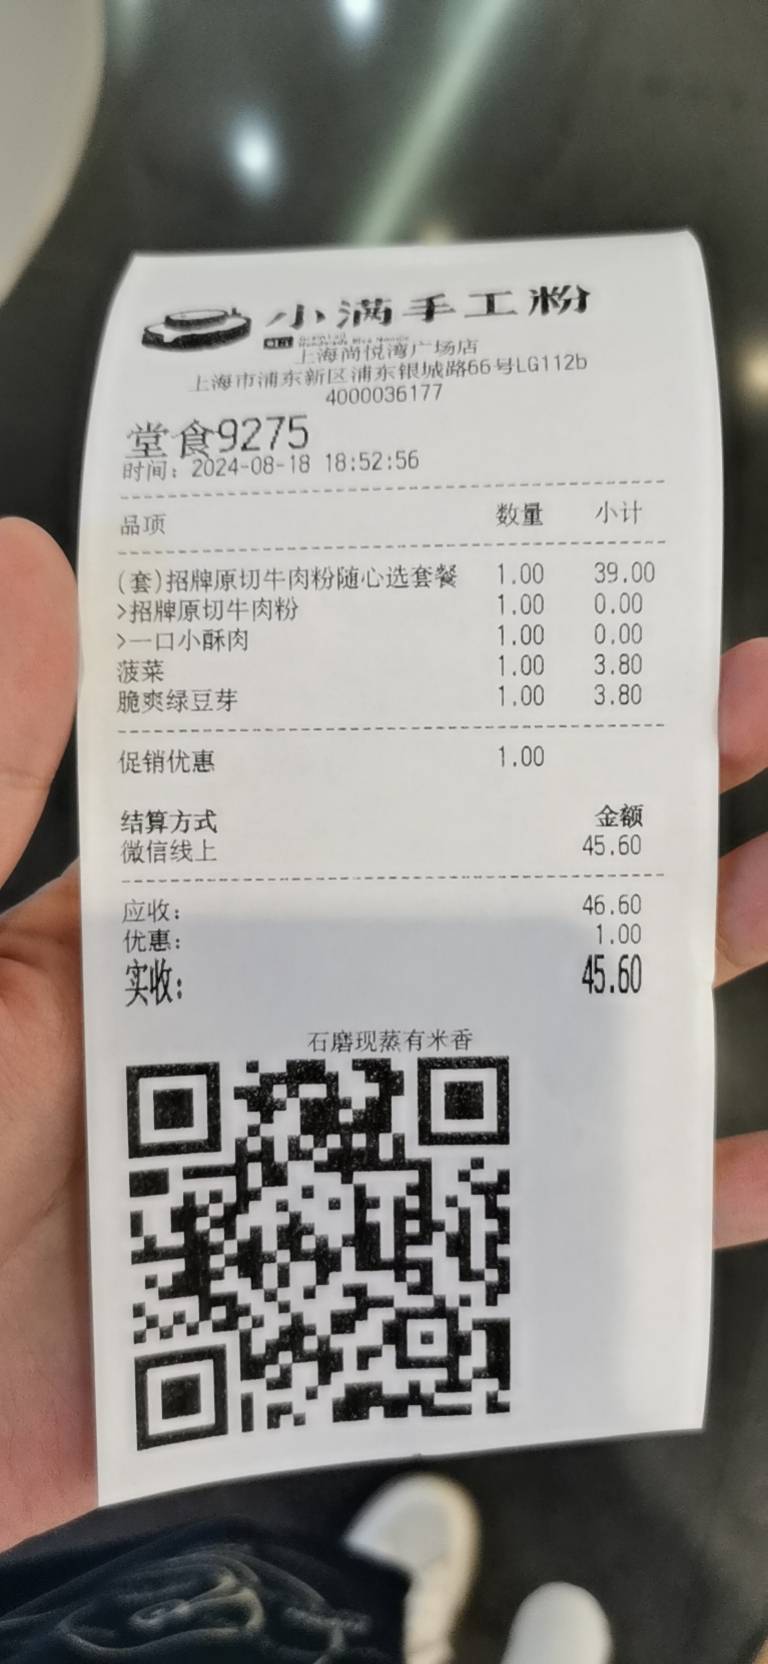 小满手工粉
上海尚悦湾广场店
上海市浦东新区浦东银城路66号LG112b
4000036177
堂食9275
时间: 2024-08-18 18:52:56
品项 数量 小计
(套)招牌原切牛肉粉随心选套餐 1.00 39.00
>招牌原切牛肉粉 1.00 0.00
>一口小酥肉 1.00 0.00
菠菜 1.00 3.80
脆爽绿豆芽 1.00 3.80
促销优惠 1.00
结算方式 金额
微信线上 45.60
应收: 46.60
优惠: 1.00
实收: 45.60
石磨现蒸有米香